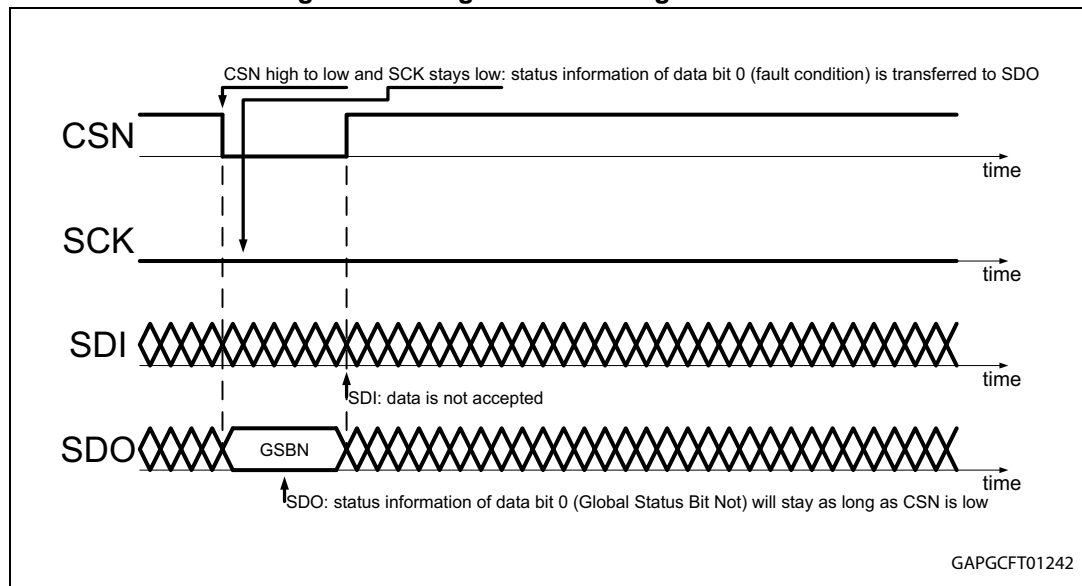 CSN high to low and SCK stays low: status information of data bit 0 (fault condition) is transferred to SDO
CSN
time
SCK
time
SDI
time
SDI: data is not accepted
SDO
GSBN
time
SDO: status information of data bit 0 (Global Status Bit Not) will stay as long as CSN is low
GAPGCFT01242